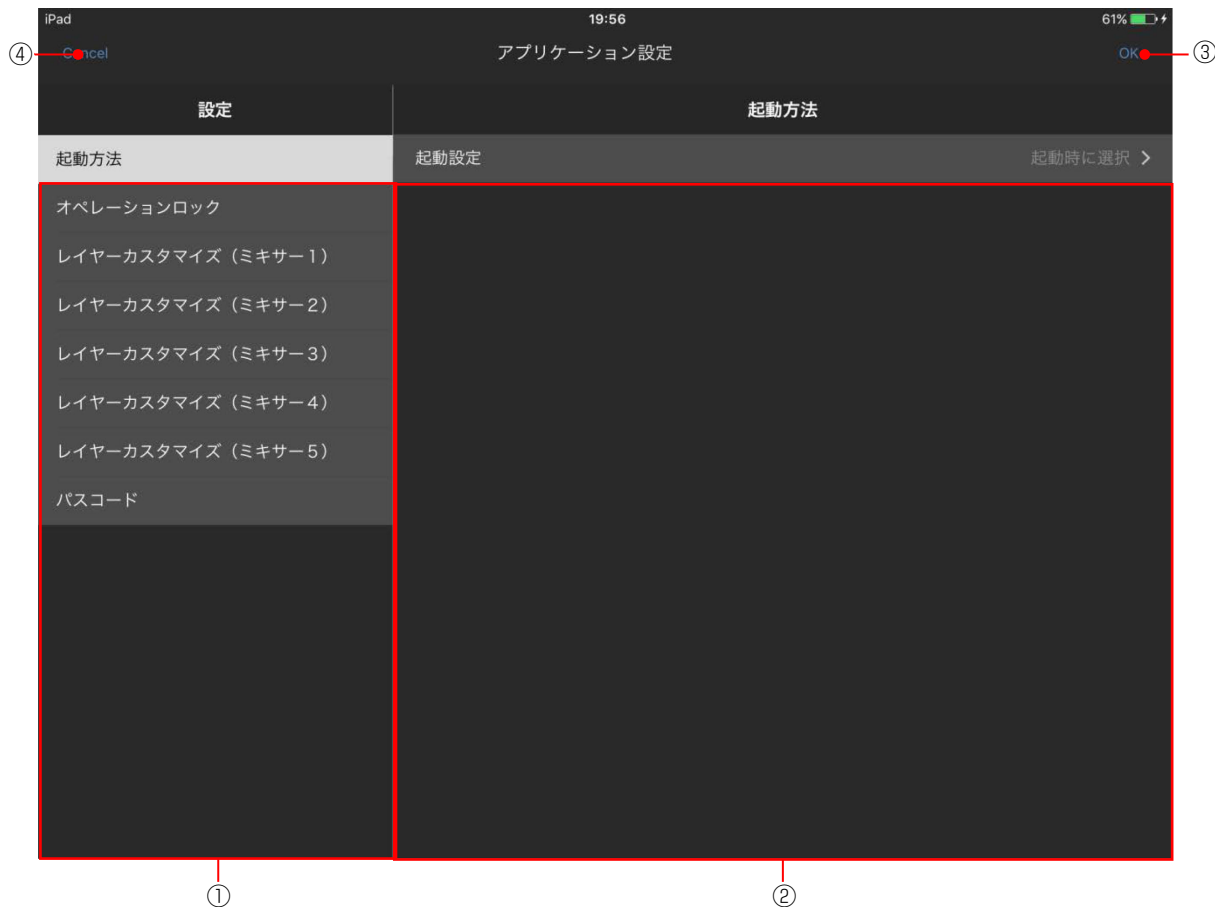 iPad 19:56 61%
④ Cancel アプリケーション設定 OK ③
設定 起動方法
起動方法 起動設定 起動時に選択
オペレーションロック
レイヤーカスタマイズ（ミキサー１）
レイヤーカスタマイズ（ミキサー２）
レイヤーカスタマイズ（ミキサー３）
レイヤーカスタマイズ（ミキサー４）
レイヤーカスタマイズ（ミキサー５）
パスコード
① ②